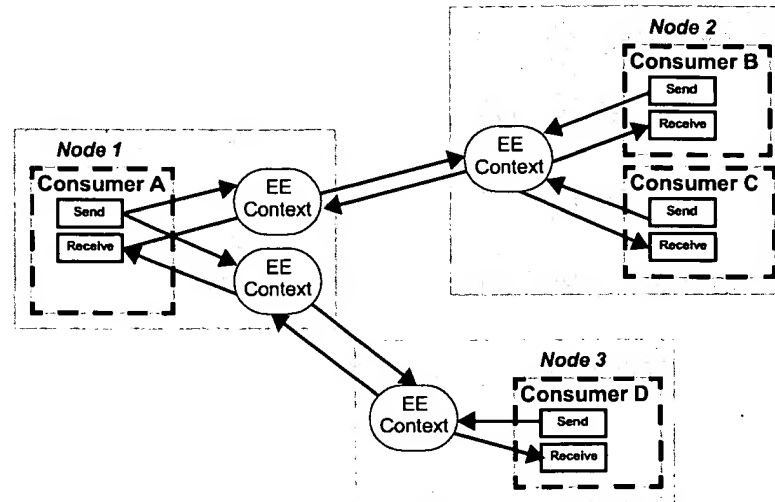 Node 1
Consumer A
Send
Receive
EE
Context
EE
Context
Node 2
EE
Context
Consumer B
Send
Receive
Consumer C
Send
Receive
Node 3
EE
Context
Consumer D
Send
Receive